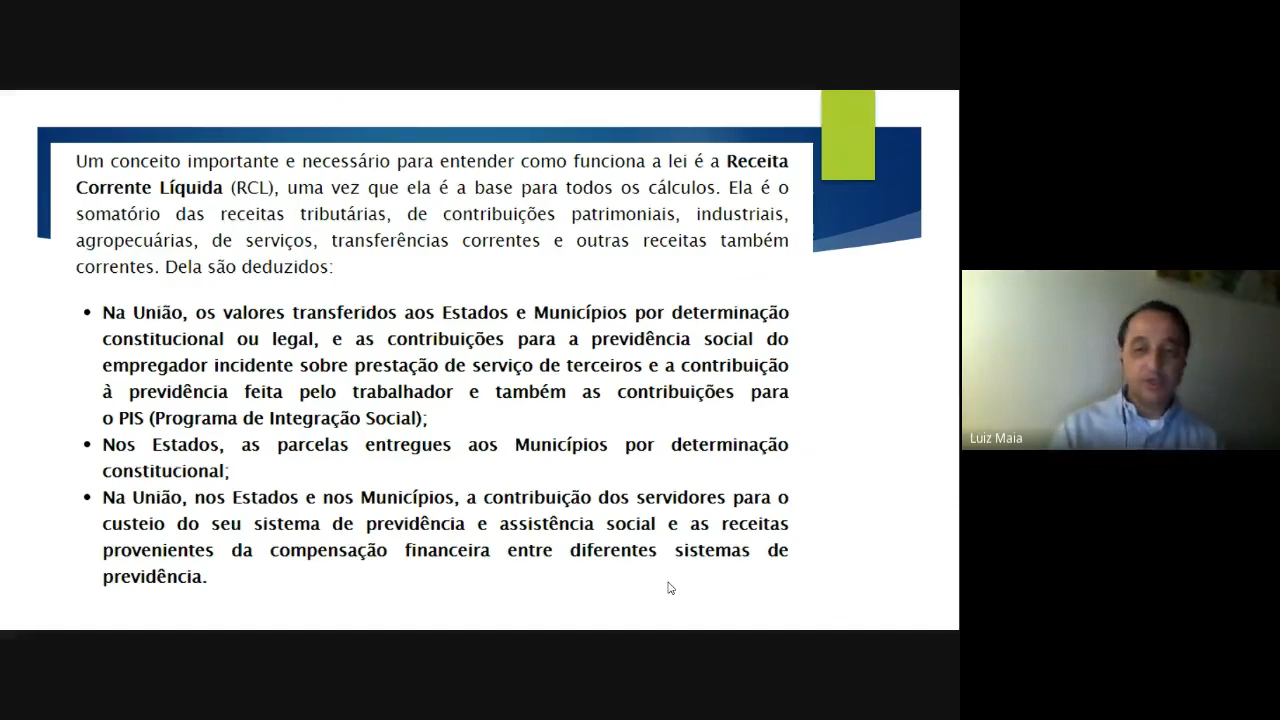 Um conceito importante e necessário para entender como funciona a lei é a Receita
Corrente Líquida (RCL), uma vez que ela é a base para todos os cálculos. Ela é o
somatório das receitas tributárias, de contribuições patrimoniais, industriais,
agropecuárias, de serviços, transferências correntes e outras receitas também
correntes. Dela são deduzidos:
• Na União, os valores transferidos aos Estados e Municípios por determinação
constitucional ou legal, e as contribuições para a previdência social do
empregador incidente sobre prestação de serviço de terceiros e a contribuição
à previdência feita pelo trabalhador e também as contribuições para
o PIS (Programa de Integração Social);
• Nos Estados, as parcelas entregues aos Municípios por determinação
constitucional;
• Na União, nos Estados e nos Municípios, a contribuição dos servidores para o
custeio do seu sistema de previdência e assistência social e as receitas
provenientes da compensação financeira entre diferentes sistemas de
previdência.
Luiz Maia